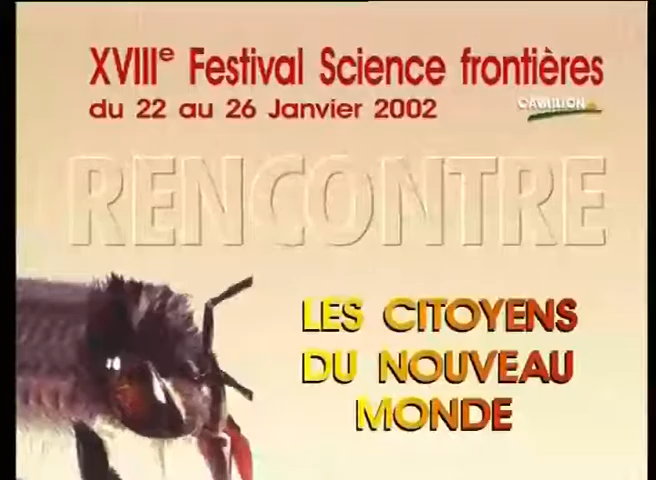 XVIIIe Festival Science frontières
du 22 au 26 Janvier 2002
CAVAILLON
RENCONTRE
LES CITOYENS
DU NOUVEAU
MONDE